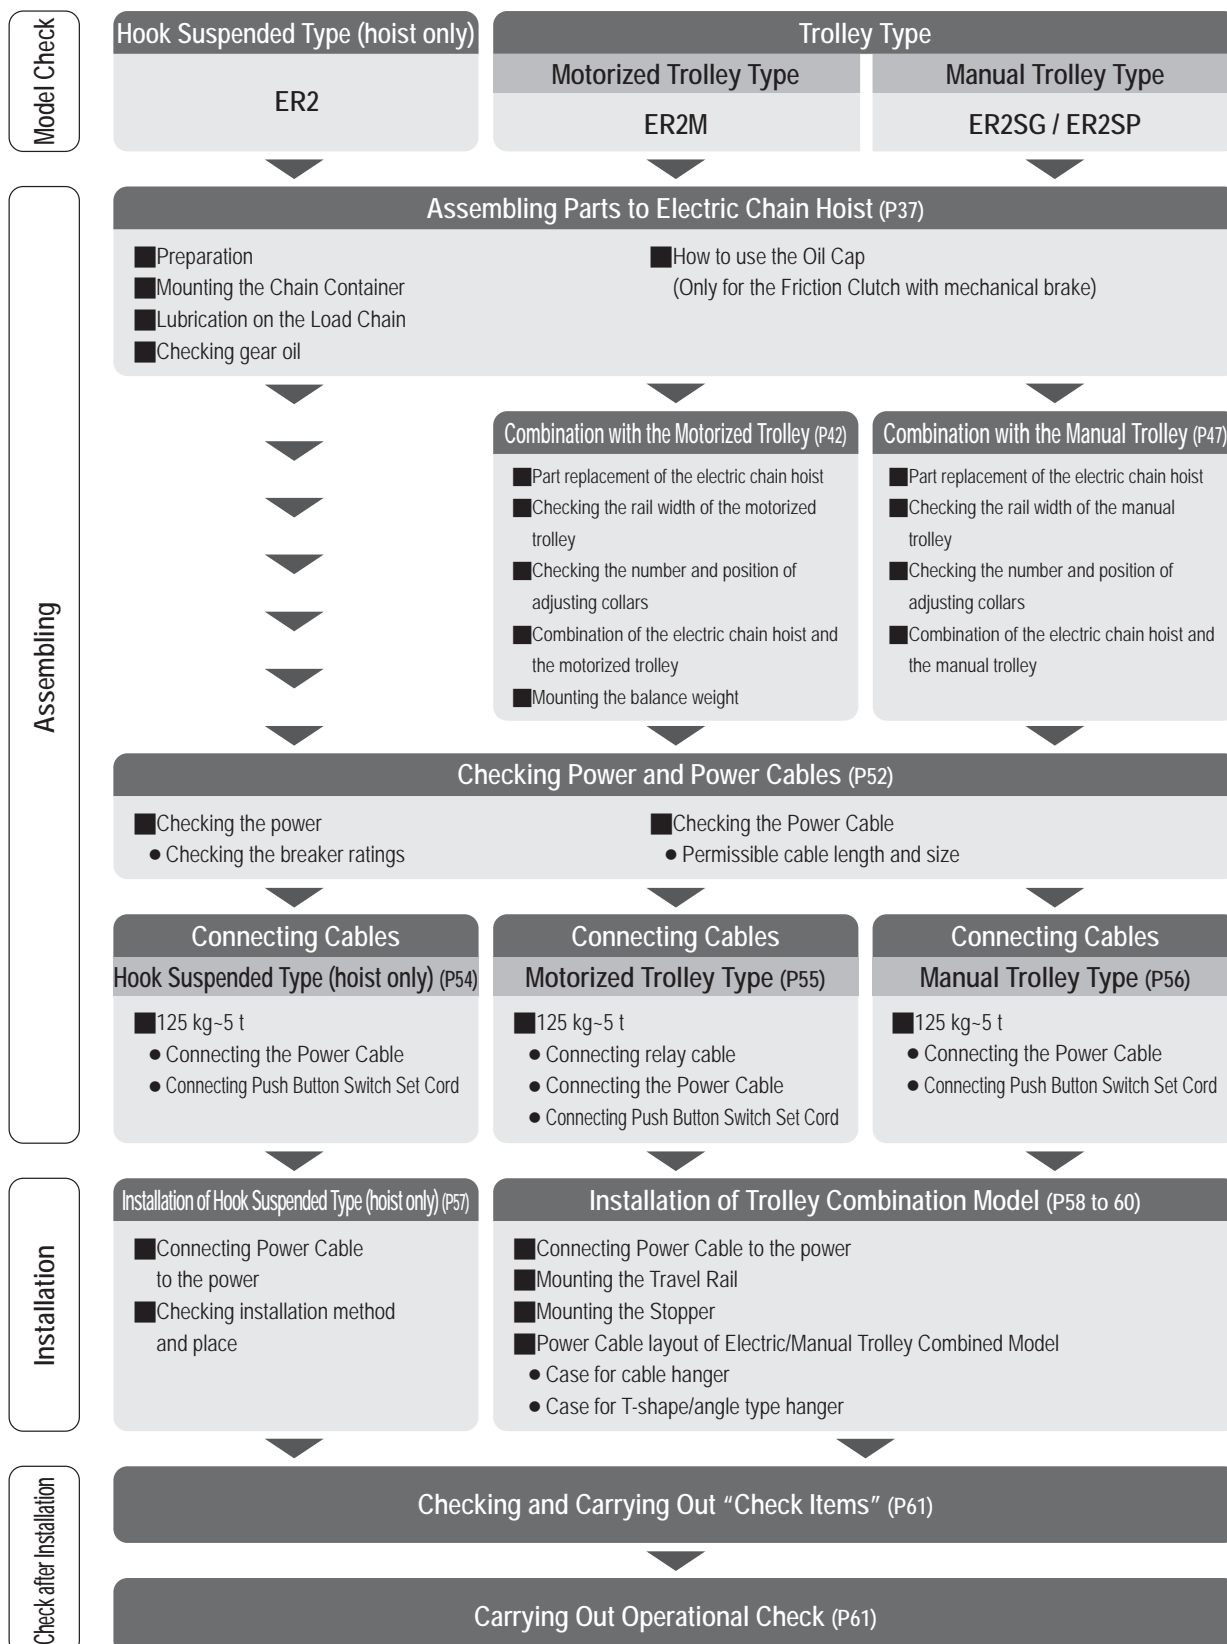 Model Check
Hook Suspended Type (hoist only)
ER2
Trolley Type
Motorized Trolley Type
ER2M
Manual Trolley Type
ER2SG / ER2SP
Assembling
Assembling Parts to Electric Chain Hoist (P37)
■Preparation
■Mounting the Chain Container
■Lubrication on the Load Chain
■Checking gear oil
■How to use the Oil Cap
(Only for the Friction Clutch with mechanical brake)
Combination with the Motorized Trolley (P42)
■Part replacement of the electric chain hoist
■Checking the rail width of the motorized
trolley
■Checking the number and position of
adjusting collars
■Combination of the electric chain hoist and
the motorized trolley
■Mounting the balance weight
Combination with the Manual Trolley (P47)
■Part replacement of the electric chain hoist
■Checking the rail width of the manual
trolley
■Checking the number and position of
adjusting collars
■Combination of the electric chain hoist and
the manual trolley
Checking Power and Power Cables (P52)
■Checking the power
● Checking the breaker ratings
■Checking the Power Cable
● Permissible cable length and size
Connecting Cables
Hook Suspended Type (hoist only) (P54)
■125 kg~5 t
● Connecting the Power Cable
● Connecting Push Button Switch Set Cord
Connecting Cables
Motorized Trolley Type (P55)
■125 kg~5 t
● Connecting relay cable
● Connecting the Power Cable
● Connecting Push Button Switch Set Cord
Connecting Cables
Manual Trolley Type (P56)
■125 kg~5 t
● Connecting the Power Cable
● Connecting Push Button Switch Set Cord
Installation
Installation of Hook Suspended Type (hoist only) (P57)
■Connecting Power Cable
to the power
■Checking installation method
and place
Installation of Trolley Combination Model (P58 to 60)
■Connecting Power Cable to the power
■Mounting the Travel Rail
■Mounting the Stopper
■Power Cable layout of Electric/Manual Trolley Combined Model
● Case for cable hanger
● Case for T-shape/angle type hanger
Check after Installation
Checking and Carrying Out “Check Items” (P61)
Carrying Out Operational Check (P61)